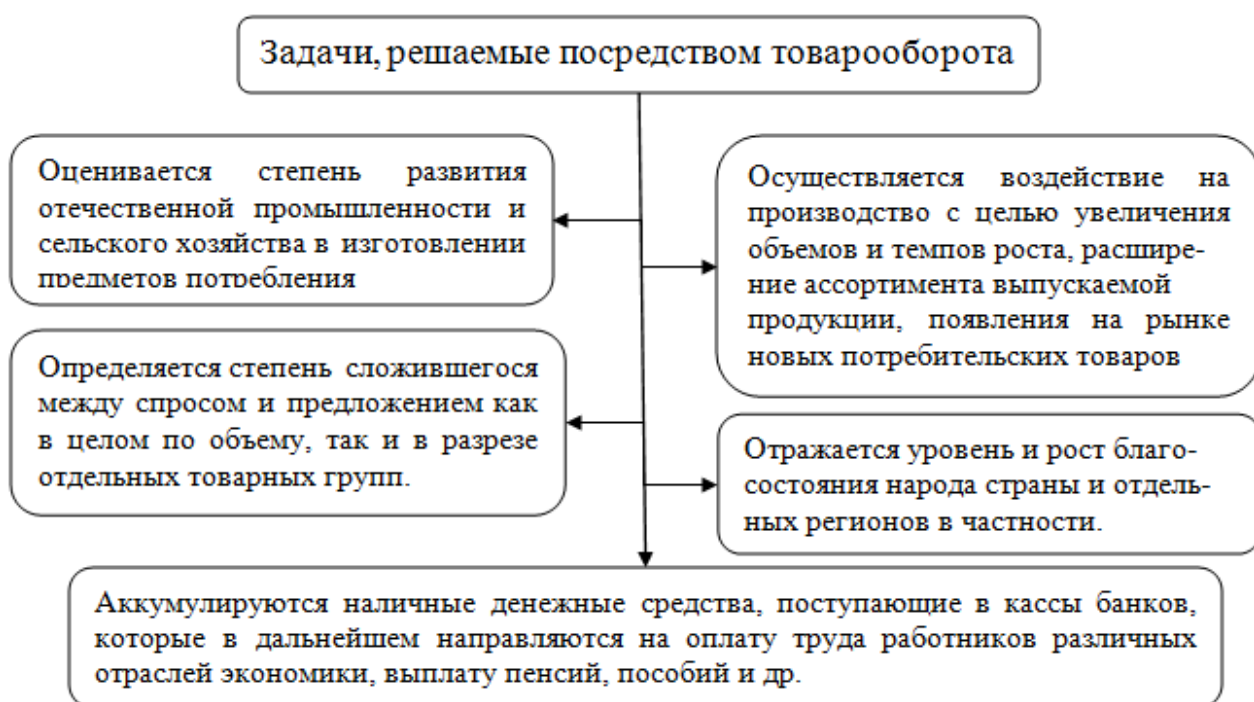 Задачи, решаемые посредством товарооборота
Оценивается степень развития
отечественной промышленности и
сельского хозяйства в изготовлении
предметов потребления
Осуществляется воздействие на
производство с целью увеличения
объемов и темпов роста, расшире-
ние ассортимента выпускаемой
продукции, появления на рынке
новых потребительских товаров
Определяется степень сложившегося
между спросом и предложением как
в целом по объему, так и в разрезе
отдельных товарных групп.
Отражается уровень и рост благо-
состояния народа страны и отдель-
ных регионов в частности.
Аккумулируются наличные денежные средства, поступающие в кассы банков,
которые в дальнейшем направляются на оплату труда работников различных
отраслей экономики, выплату пенсий, пособий и др.